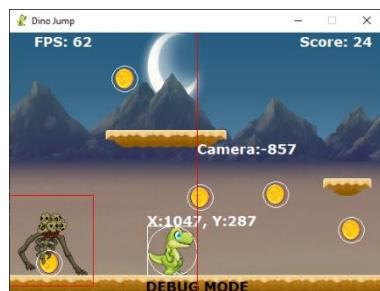 Dino Jump
FPS: 62
Score: 24
Camera:-857
X:1047, Y:287
DEBUG MODE